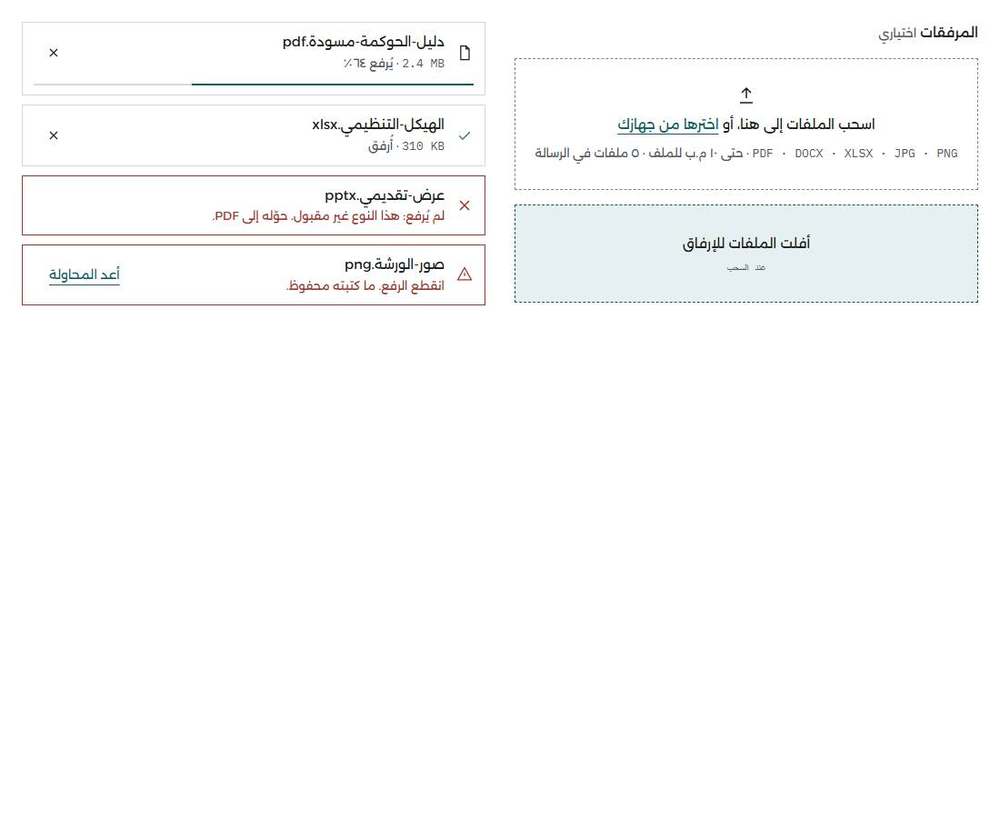 المرفقات اختياري
اسحب الملفات إلى هنا، أو اخترها من جهازك
PNG · JPG · XLSX · DOCX · PDF · حتى ١٠ م.ب للملف · ٥ ملفات في الرسالة
أفلت الملفات للإرفاق
عند السحب
دليل-الحوكمة-مسودة.pdf
2.4 MB · يُرفع ٦٤٪
الهيكل-التنظيمي.xlsx
310 KB · أُرفق
عرض-تقديمي.pptx
لم يُرفع: هذا النوع غير مقبول. حوّله إلى PDF.
صور-الورشة.png
انقطع الرفع. ما كتبته محفوظ.
أعد المحاولة